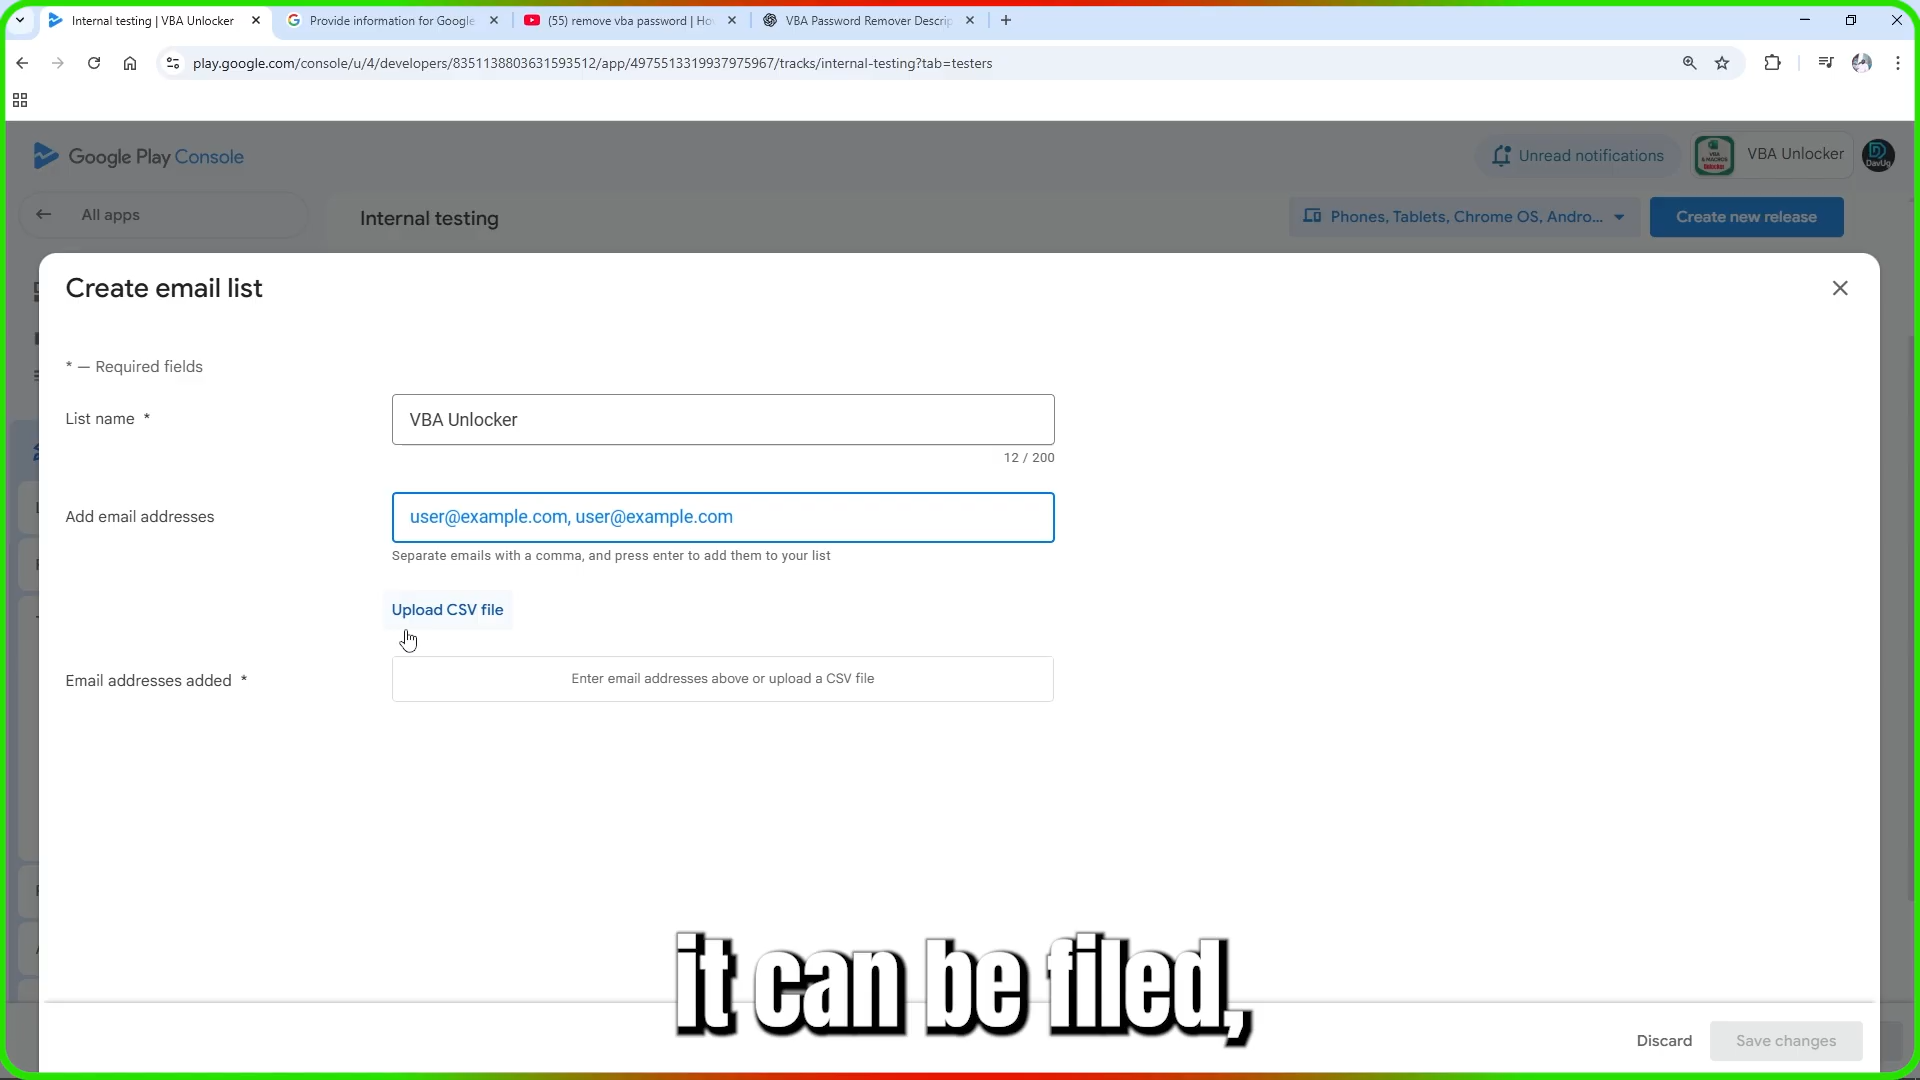 Internal testing | VBA Unlocker
Provide information for Google
(55) remove vba password | Ho
VBA Password Remover Descrip
play.google.com/console/u/4/developers/8351138803631593512/app/4975513319937975967/tracks/internal-testing?tab=testers
Google Play Console
Unread notifications
VBA Unlocker
All apps
Internal testing
Phones, Tablets, Chrome OS, Andro...
Create new release
Create email list
* — Required fields
List name *
VBA Unlocker
12 / 200
Add email addresses
user@example.com, user@example.com
Separate emails with a comma, and press enter to add them to your list
Upload CSV file
Email addresses added *
Enter email addresses above or upload a CSV file
it can be filed,
Discard
Save changes